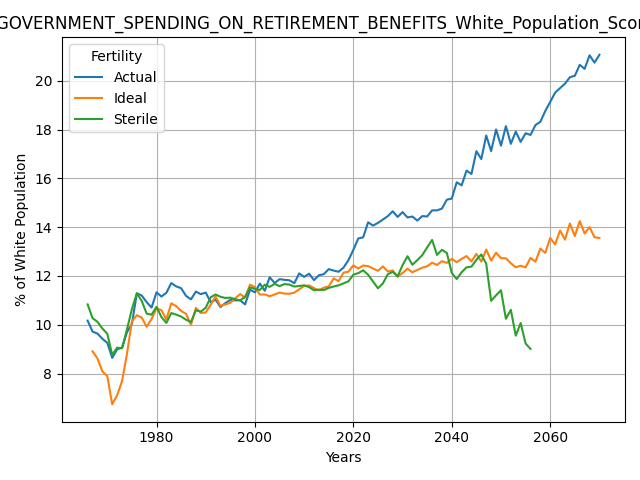 GOVERNMENT_SPENDING_ON_RETIREMENT_BENEFITS_White_Population_Scor
Fertility
Actual
Ideal
Sterile
% of White Population
20
18
16
14
12
10
8
1980
2000
2020
2040
2060
Years